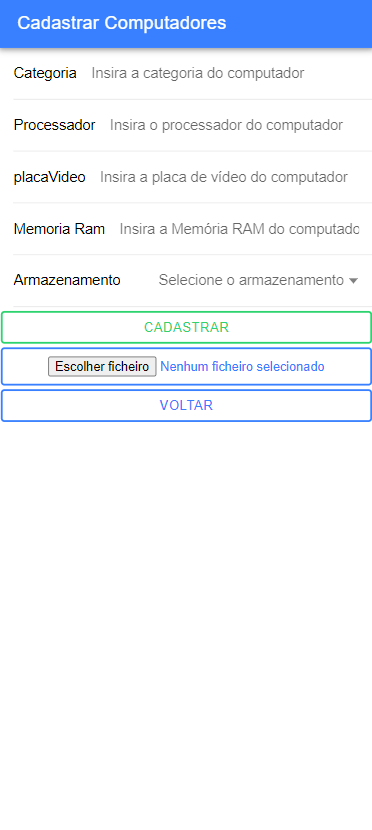 Cadastrar Computadores
Categoria Insira a categoria do computador
Processador Insira o processador do computador
placaVideo Insira a placa de vídeo do computador
Memoria Ram Insira a Memória RAM do computado
Armazenamento Selecione o armazenamento
CADASTRAR
Escolher ficheiro Nenhum ficheiro selecionado
VOLTAR